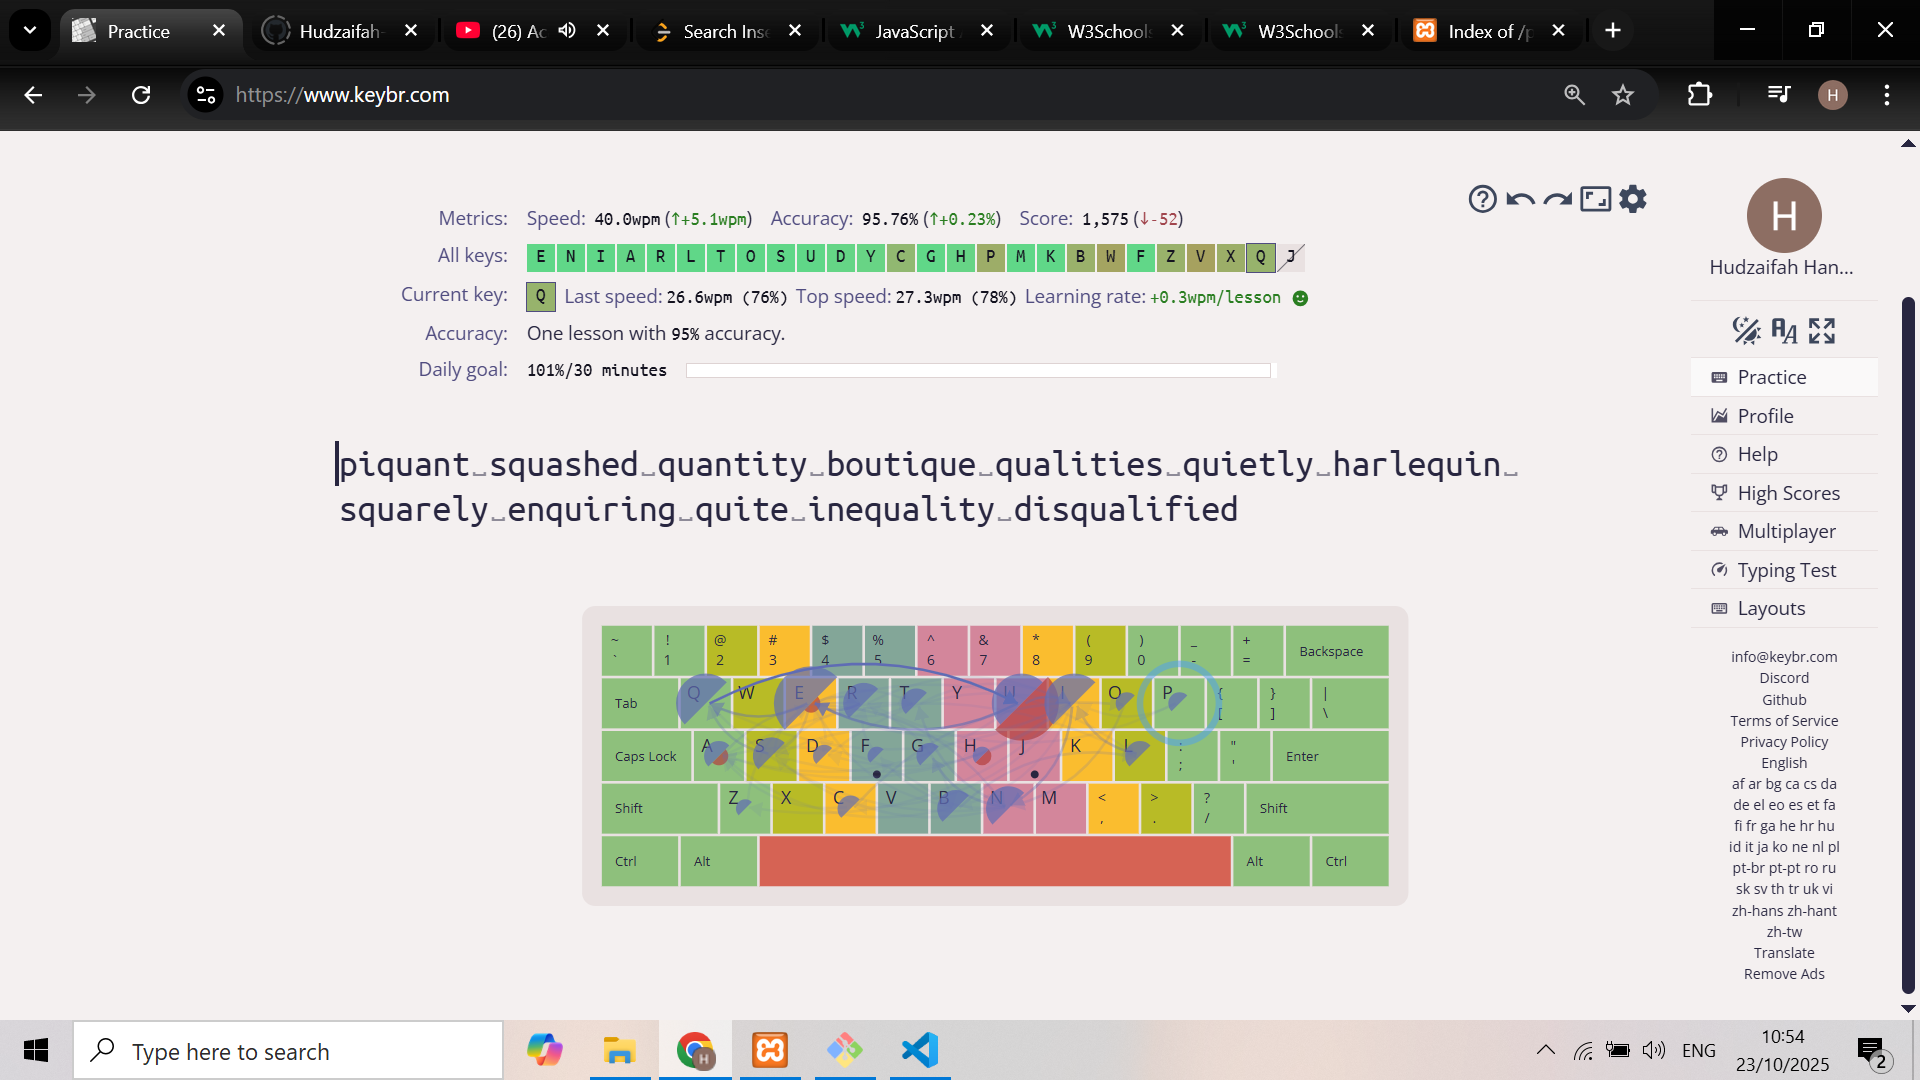 Practice
Hudzaifah-
(26) Ac
Search Inse
JavaScript
W3Schools
W3Schools
Index of /p
https://www.keybr.com
H
Metrics: Speed: 40.0wpm (↑+5.1wpm) Accuracy: 95.76% (↑+0.23%) Score: 1,575 (↓-52)
All keys: E N I A R L T O S U D Y C G H P M K B W F Z V X Q J
Current key: Q Last speed: 26.6wpm (76%) Top speed: 27.3wpm (78%) Learning rate: +0.3wpm/lesson
Accuracy: One lesson with 95% accuracy.
Daily goal: 101%/30 minutes
piquant squashed quantity boutique qualities quietly harlequin
squarely enquiring quite inequality disqualified
~ ! @ # $ % ^ & * ( ) _ +
` 1 2 3 4 5 6 7 8 9 0 - = Backspace
Tab Q W E R T Y U I O P { } |
[ ] \
Caps Lock A S D F G H J K L : " Enter
; '
Shift Z X C V B N M < > ? Shift
, . /
Ctrl Alt Alt Ctrl
H
Hudzaifah Han...
Practice
Profile
Help
High Scores
Multiplayer
Typing Test
Layouts
info@keybr.com
Discord
Github
Terms of Service
Privacy Policy
English
af ar bg ca cs da
de el eo es et fa
fi fr ga he hr hu
id it ja ko ne nl pl
pt-br pt-pt ro ru
sk sv th tr uk vi
zh-hans zh-hant
zh-tw
Translate
Remove Ads
Type here to search
H
ENG
10:54
23/10/2025
2